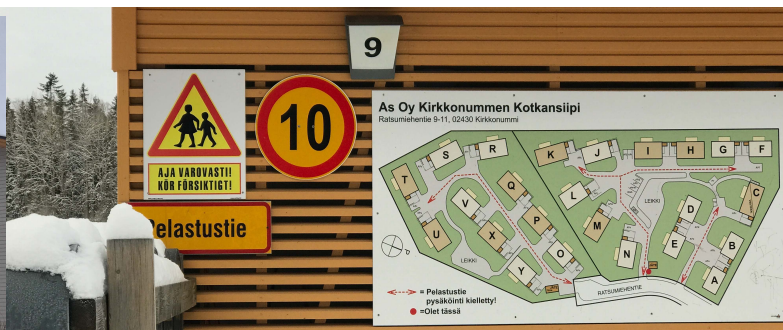 9
AJA VAROVASTI!
KÖR FÖRSIKTIGT!
10
Pelastustie
As Oy Kirkkonummen Kotkansiipi
Ratsumiehentie 9-11, 02430 Kirkkonummi
S
R
T
Q
V
U
X
P
Y
O
LEIKKI
P
K
J
I
H
G
F
L
C
LEIKKI
M
D
N
E
B
A
RATSUMIEHENTIE
= Pelastustie
pysäköinti kielletty!
=Olet tässä